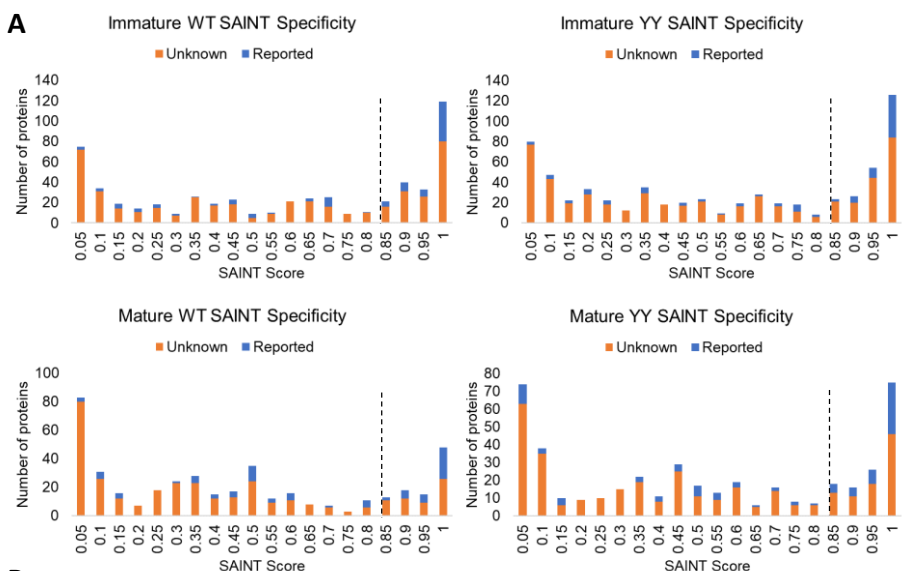 A
Immature WT SAINT Specificity
Unknown Reported
Number of proteins
140
120
100
80
60
40
20
0
0.05 0.1 0.15 0.2 0.25 0.3 0.35 0.4 0.45 0.5 0.55 0.6 0.65 0.7 0.75 0.8 0.85 0.9 0.95 1
SAINT Score
Immature YY SAINT Specificity
Unknown Reported
Number of proteins
140
120
100
80
60
40
20
0
0.05 0.1 0.15 0.2 0.25 0.3 0.35 0.4 0.45 0.5 0.55 0.6 0.65 0.7 0.75 0.8 0.85 0.9 0.95 1
SAINT Score
Mature WT SAINT Specificity
Unknown Reported
Number of proteins
100
80
60
40
20
0
0.05 0.1 0.15 0.2 0.25 0.3 0.35 0.4 0.45 0.5 0.55 0.6 0.65 0.7 0.75 0.8 0.85 0.9 0.95 1
SAINT Score
Mature YY SAINT Specificity
Unknown Reported
Number of proteins
80
70
60
50
40
30
20
10
0
0.05 0.1 0.15 0.2 0.25 0.3 0.35 0.4 0.45 0.5 0.55 0.6 0.65 0.7 0.75 0.8 0.85 0.9 0.95 1
SAINT Score